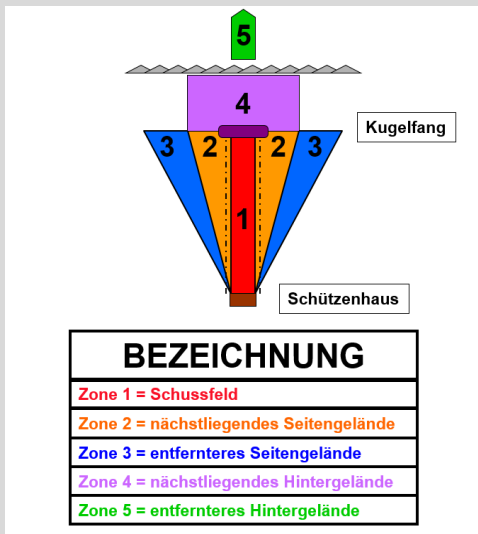 5
4
Kugelfang
3 2 2 3
1
Schützenhaus
BEZEICHNUNG
Zone 1 = Schussfeld
Zone 2 = nächstliegendes Seitengelände
Zone 3 = entfernteres Seitengelände
Zone 4 = nächstliegendes Hintergelände
Zone 5 = entfernteres Hintergelände